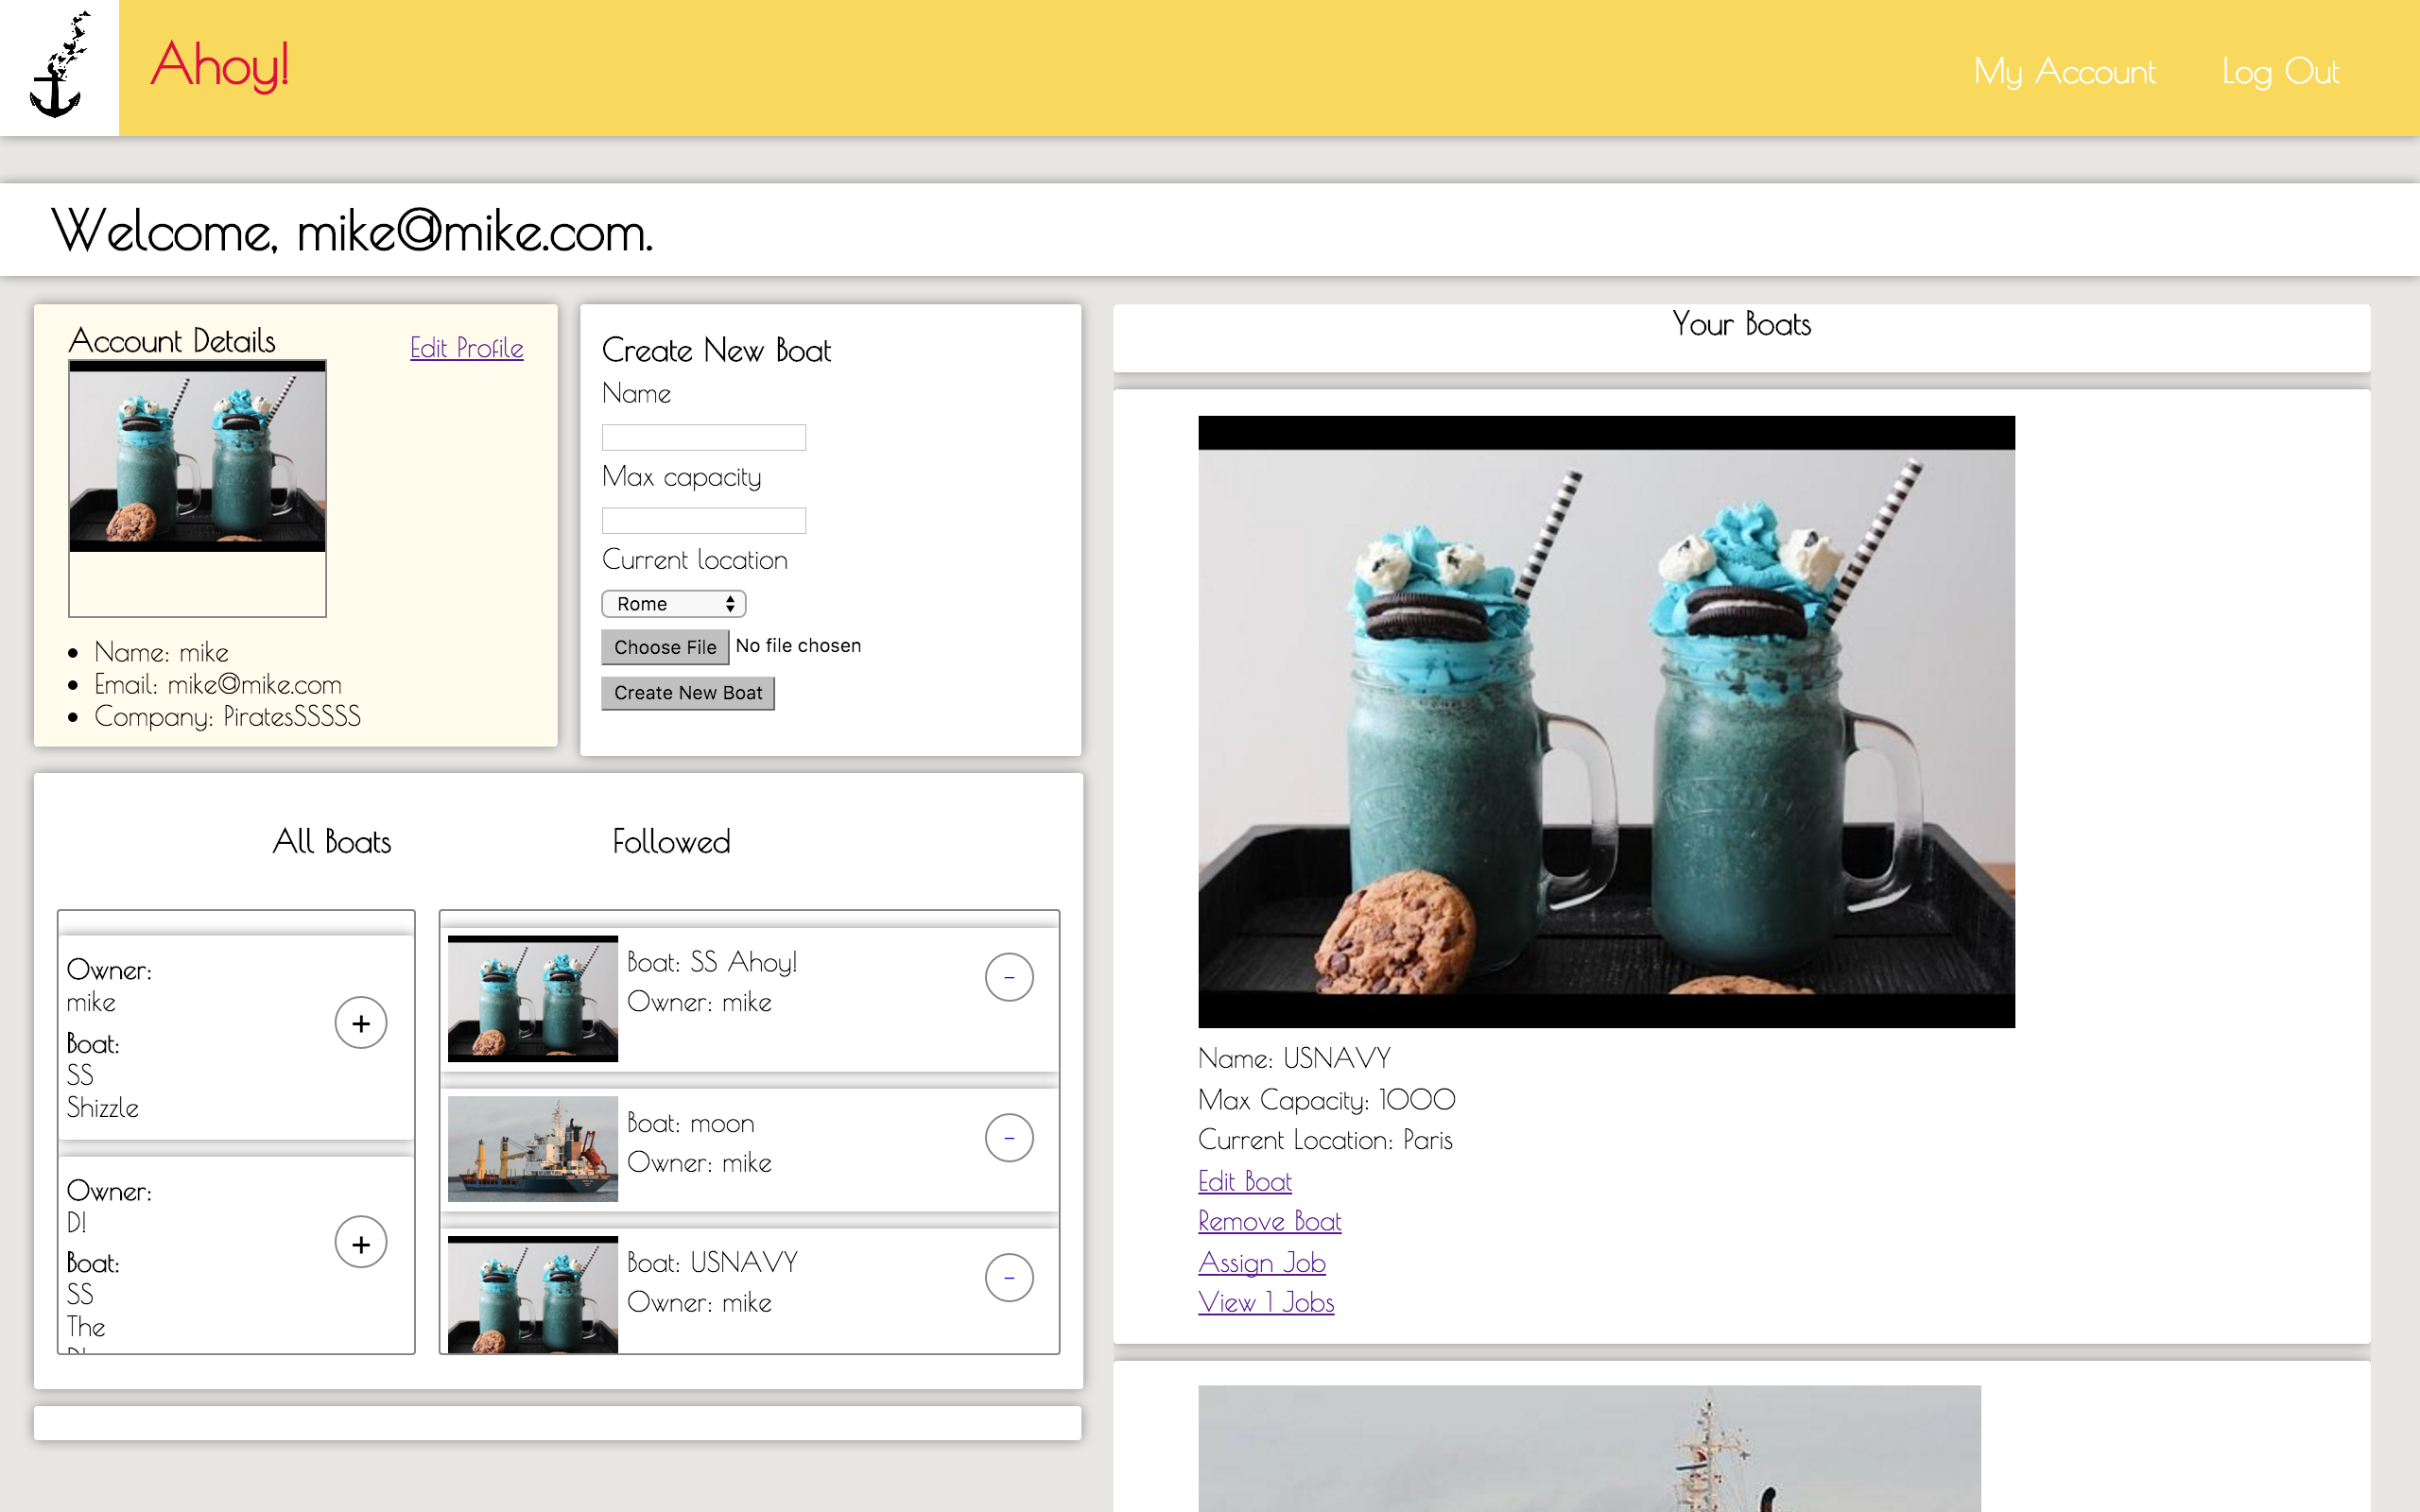 Ahoy!
My Account
Log Out
Welcome, mike@mike.com.
Account Details
Edit Profile
Name: mike
Email: mike@mike.com
Company: PiratesSSSSS
Create New Boat
Name
Max capacity
Current location
Rome
Choose File No file chosen
Create New Boat
All Boats
Followed
Owner:
mike
Boat:
SS
Shizzle
+
Owner:
D!
Boat:
SS
The
+
Boat: SS Ahoy!
Owner: mike
-
Boat: moon
Owner: mike
-
Boat: USNAVY
Owner: mike
-
Your Boats
Name: USNAVY
Max Capacity: 1000
Current Location: Paris
Edit Boat
Remove Boat
Assign Job
View 1 Jobs